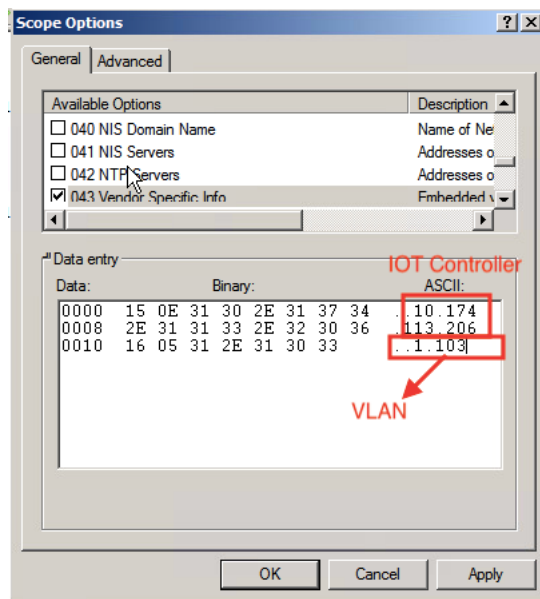 Scope Options
General Advanced
Available Options Description
040 NIS Domain Name Name of Net
041 NIS Servers Addresses o
042 NTP Servers Addresses o
043 Vendor Specific Info Embedded v
Data entry
IOT Controller
Data: Binary: ASCII:
0000 15 0E 31 30 2E 31 37 34 ..10.174
0008 2E 31 31 33 2E 32 30 36 .113.206
0010 16 05 31 2E 31 30 33 ..1.103
VLAN
OK Cancel Apply